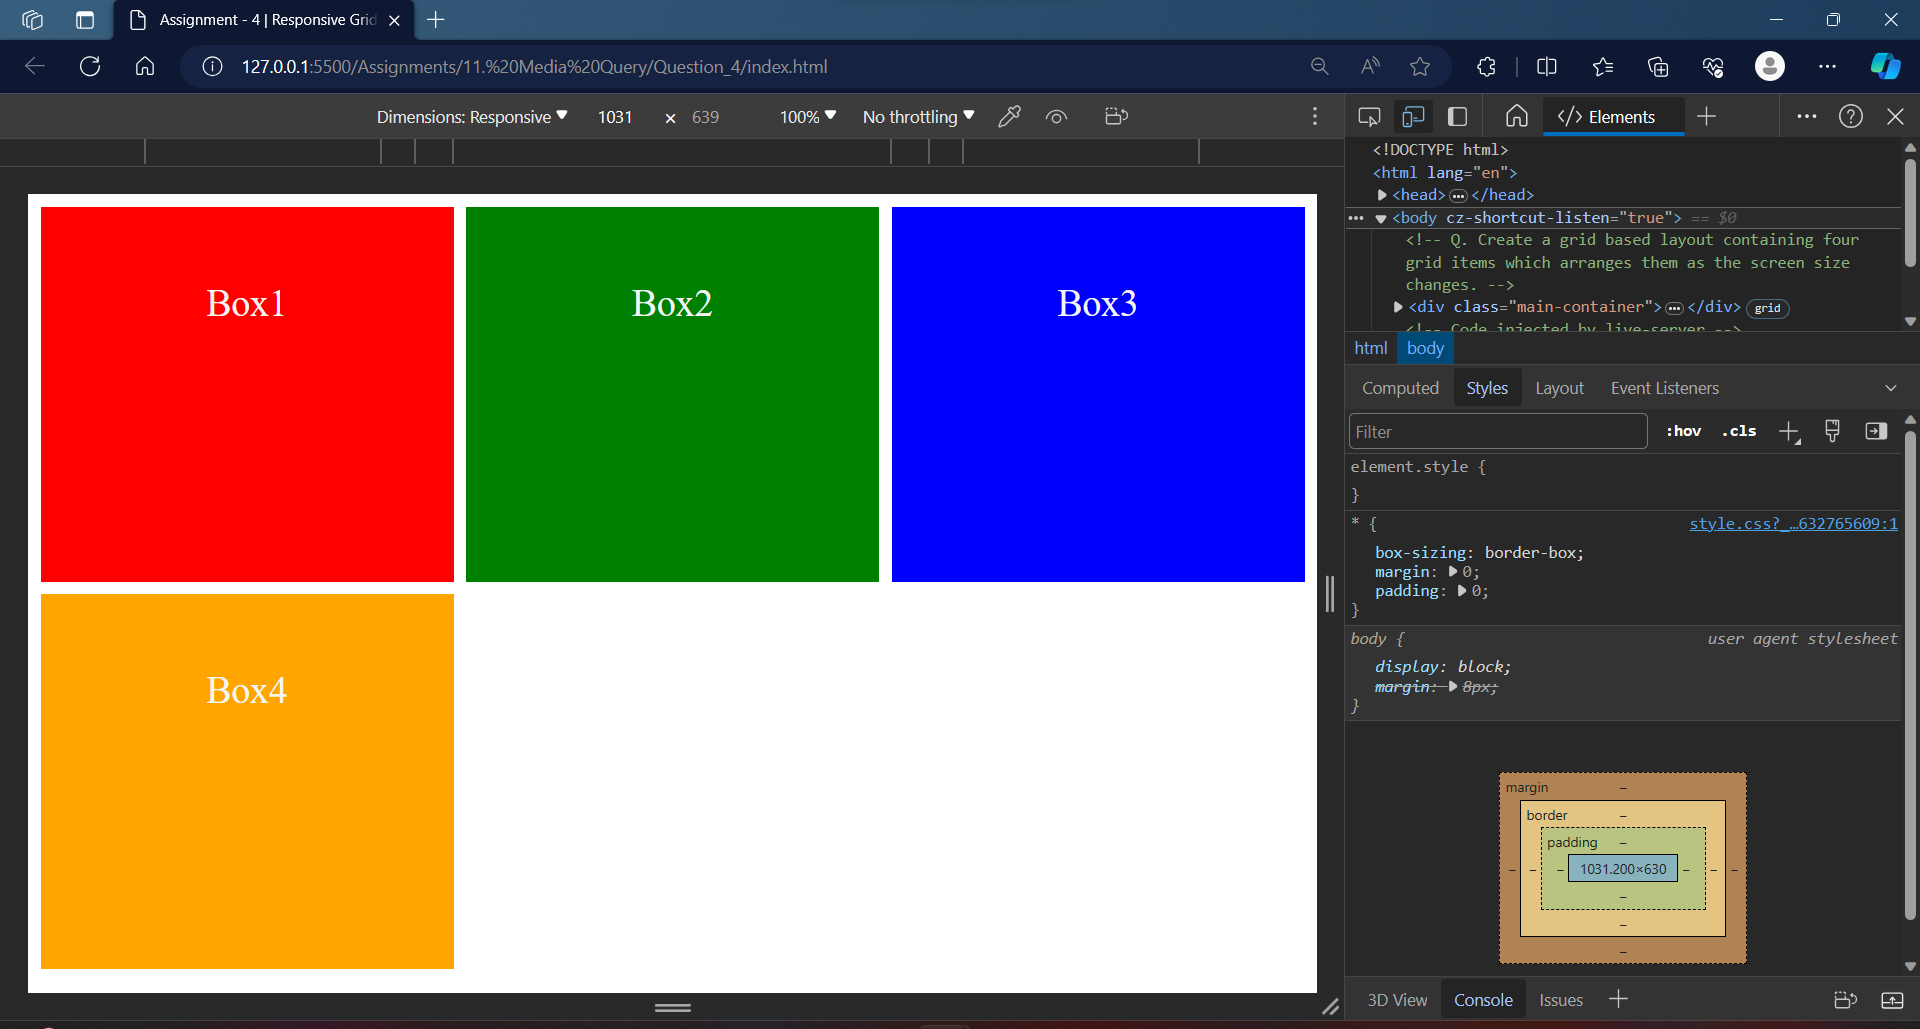 Assignment - 4 | Responsive Grid
127.0.0.1:5500/Assignments/11.%20Media%20Query/Question_4/index.html
Dimensions: Responsive 1031 × 639 100% No throttling
Elements
<!DOCTYPE html>
<html lang="en">
<head> ••• </head>
••• <body cz-shortcut-listen="true"> == $0
<!-- Q. Create a grid based layout containing four
grid items which arranges them as the screen size
changes. -->
<div class="main-container"> ••• </div> grid
<!-- Code injected by live-server -->
html body
Computed Styles Layout Event Listeners
Filter :hov .cls
element.style {
}
* { style.css?_…632765609:1
box-sizing: border-box;
margin: 0;
padding: 0;
}
body { user agent stylesheet
display: block;
margin: 8px;
}
margin –
border –
padding –
– – – 1031.200×630 – – –
–
–
–
3D View Console Issues
Box1
Box2
Box3
Box4